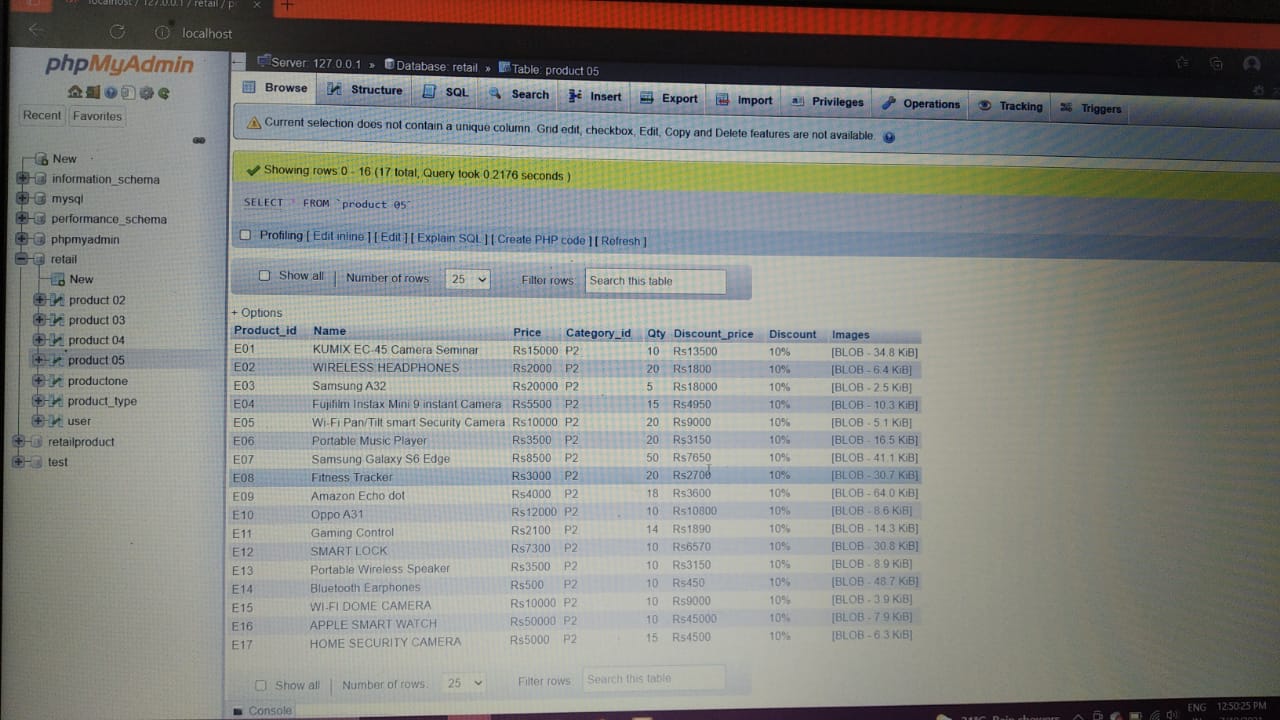 localhost / 127.0.0.1 / retail / p
localhost
phpMyAdmin
Recent Favorites
New
information_schema
mysql
performance_schema
phpmyadmin
retail
New
product 02
product 03
product 04
product 05
productone
product_type
user
retailproduct
test
Server: 127.0.0.1 » Database: retail » Table: product 05
Browse Structure SQL Search Insert Export Import Privileges Operations Tracking Triggers
Current selection does not contain a unique column. Grid edit, checkbox, Edit, Copy and Delete features are not available.
Showing rows 0 - 16 (17 total, Query took 0.2176 seconds.)
SELECT * FROM `product 05`
Profiling [ Edit inline ] [ Edit ] [ Explain SQL ] [ Create PHP code ] [ Refresh ]
Show all | Number of rows: 25 Filter rows: Search this table
+ Options
Product_id Name Price Category_id Qty Discount_price Discount Images
E01 KUMIX EC-45 Camera Seminar Rs15000 P2 10 Rs13500 10% [BLOB - 34.8 KiB]
E02 WIRELESS HEADPHONES Rs2000 P2 20 Rs1800 10% [BLOB - 6.4 KiB]
E03 Samsung A32 Rs20000 P2 5 Rs18000 10% [BLOB - 2.5 KiB]
E04 Fujifilm Instax Mini 9 instant Camera Rs5500 P2 15 Rs4950 10% [BLOB - 10.3 KiB]
E05 Wi-Fi Pan/Tilt smart Security Camera Rs10000 P2 20 Rs9000 10% [BLOB - 5.1 KiB]
E06 Portable Music Player Rs3500 P2 20 Rs3150 10% [BLOB - 16.5 KiB]
E07 Samsung Galaxy S6 Edge Rs8500 P2 50 Rs7650 10% [BLOB - 41.1 KiB]
E08 Fitness Tracker Rs3000 P2 20 Rs2700 10% [BLOB - 30.7 KiB]
E09 Amazon Echo dot Rs4000 P2 18 Rs3600 10% [BLOB - 64.0 KiB]
E10 Oppo A31 Rs12000 P2 10 Rs10800 10% [BLOB - 8.6 KiB]
E11 Gaming Control Rs2100 P2 14 Rs1890 10% [BLOB - 14.3 KiB]
E12 SMART LOCK Rs7300 P2 10 Rs6570 10% [BLOB - 30.8 KiB]
E13 Portable Wireless Speaker Rs3500 P2 10 Rs3150 10% [BLOB - 8.9 KiB]
E14 Bluetooth Earphones Rs500 P2 10 Rs450 10% [BLOB - 48.7 KiB]
E15 WI-FI DOME CAMERA Rs10000 P2 10 Rs9000 10% [BLOB - 3.9 KiB]
E16 APPLE SMART WATCH Rs50000 P2 10 Rs45000 10% [BLOB - 7.9 KiB]
E17 HOME SECURITY CAMERA Rs5000 P2 15 Rs4500 10% [BLOB - 6.3 KiB]
Show all | Number of rows: 25 Filter rows: Search this table
Console
Rain showers ENG 12:50:25 PM